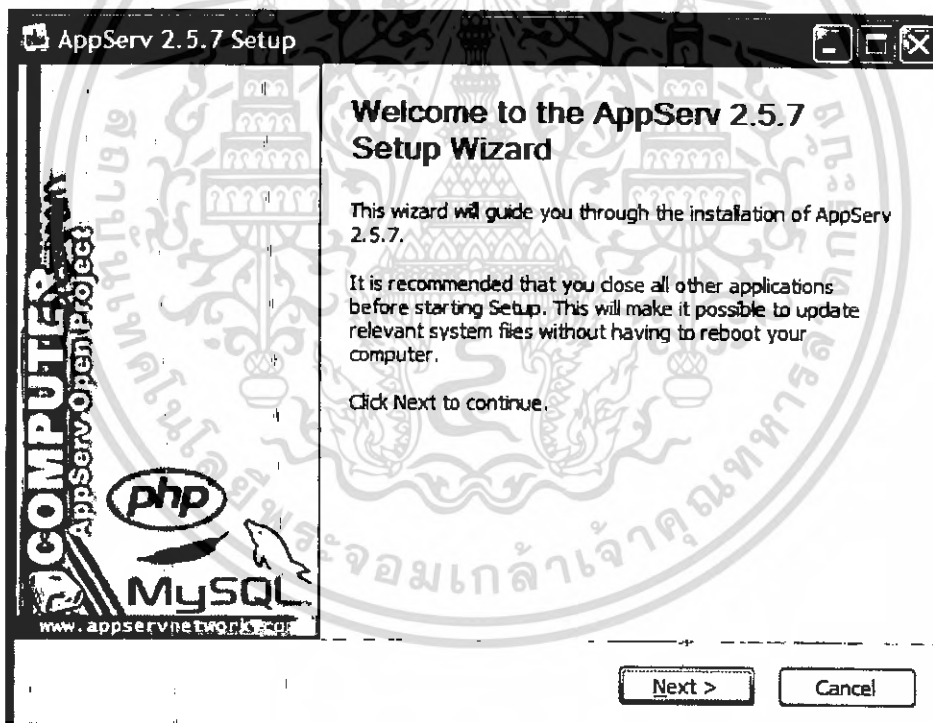 AppServ 2.5.7 Setup
Welcome to the AppServ 2.5.7
Setup Wizard
This wizard will guide you through the installation of AppServ
2.5.7.
It is recommended that you close all other applications
before starting Setup. This will make it possible to update
relevant system files without having to reboot your
computer.
Click Next to continue.
COMPUTER
AppServ Open Project
php
MySQL
www.appservnetwork.com
Next >
Cancel
พระจอมเกล้าเจ้าคุณทหาร